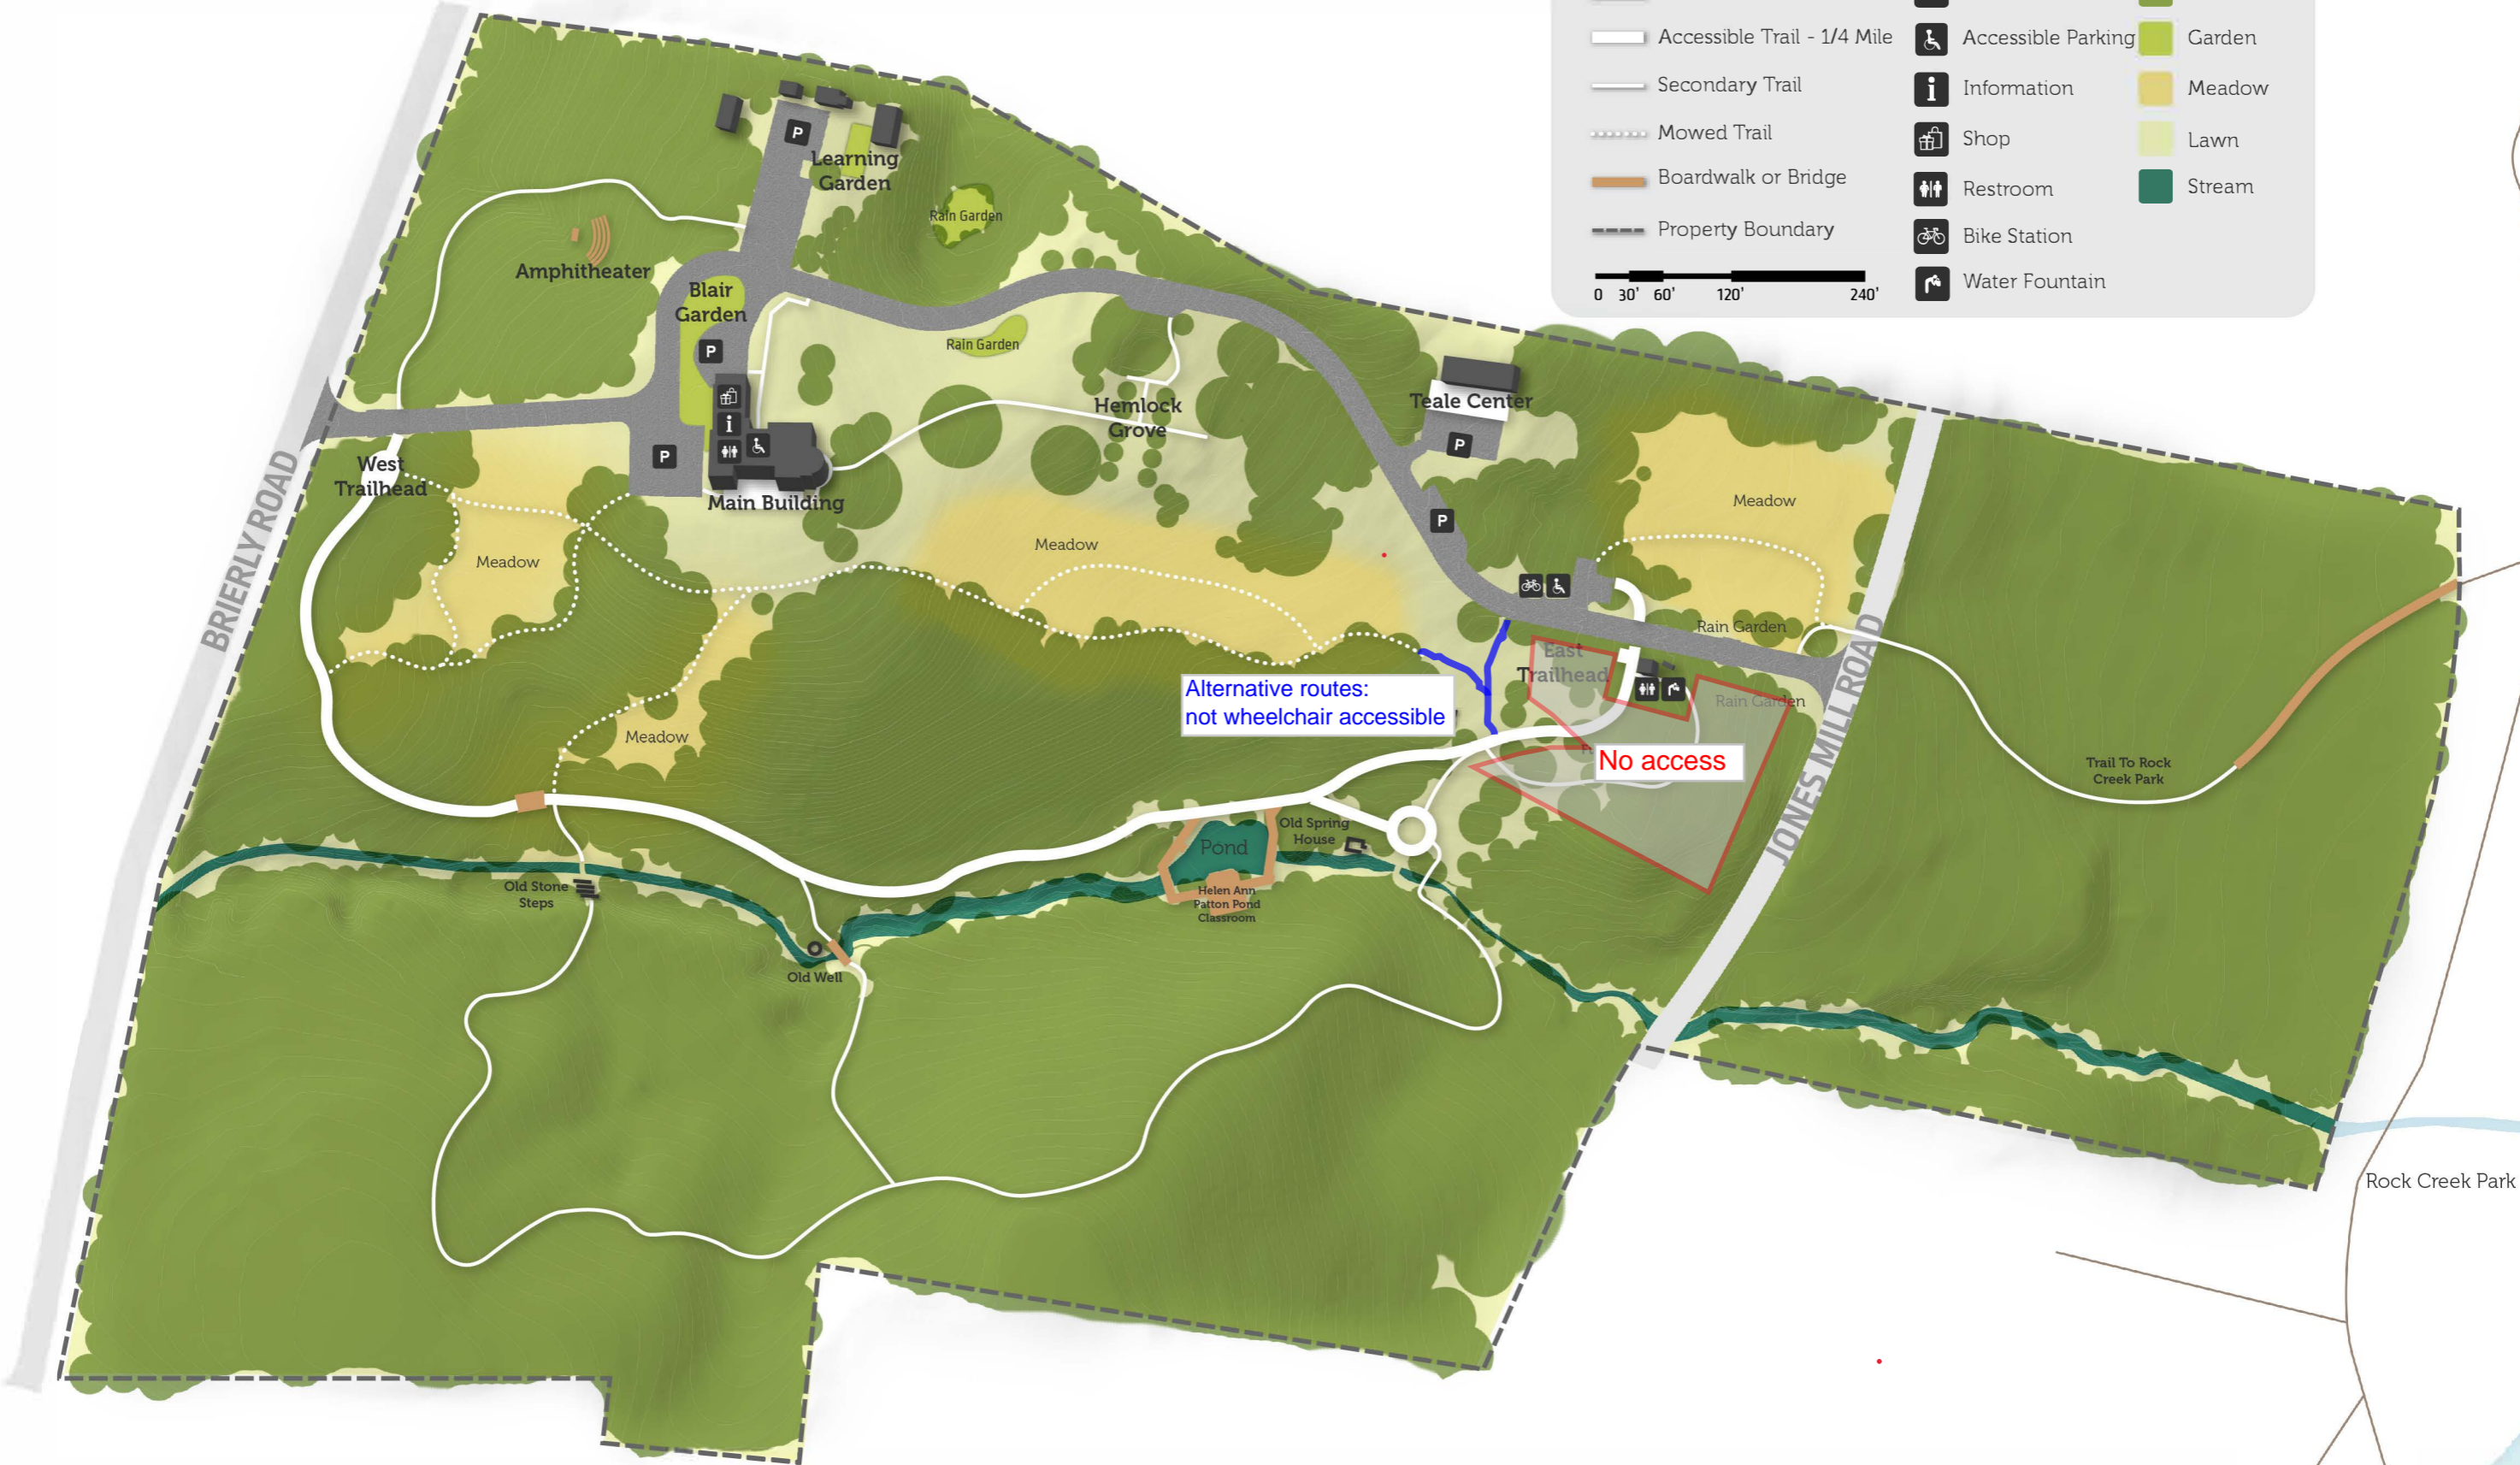 Accessible Trail - 1/4 Mile
Secondary Trail
Mowed Trail
Boardwalk or Bridge
Property Boundary
0 30' 60' 120' 240'
Accessible Parking
Information
Shop
Restroom
Bike Station
Water Fountain
Garden
Meadow
Lawn
Stream
P
Learning
Garden
Rain Garden
Amphitheater
Blair
Garden
P
Rain Garden
i
P
Main Building
Hemlock
Grove
Teale Center
P
P
West
Trailhead
BRIERLY ROAD
Meadow
Meadow
Meadow
Meadow
Rain Garden
East
Trailhead
Rain Garden
Alternative routes:
not wheelchair accessible
No access
JONES MILL ROAD
Trail To Rock
Creek Park
Old Spring
House
Pond
Helen Ann
Patton Pond
Classroom
Old Stone
Steps
Old Well
Rock Creek Park